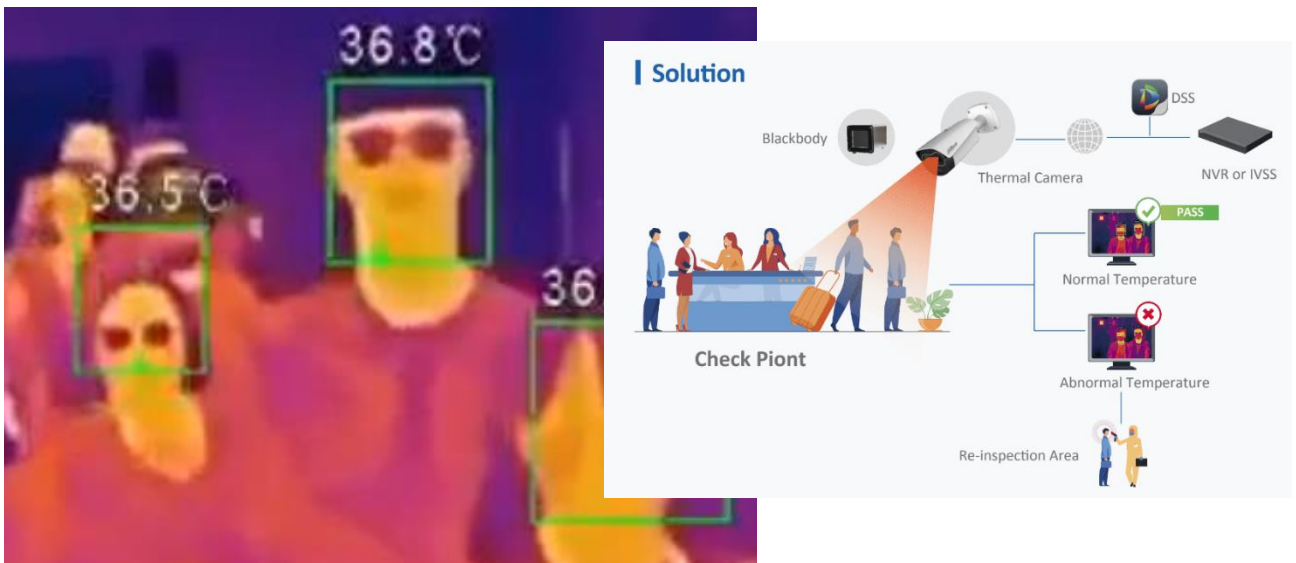 36.8℃
36.5℃
36.
Solution
DSS
Blackbody
Thermal Camera
NVR or IVSS
PASS
Normal Temperature
Check Piont
Abnormal Temperature
Re-inspection Area